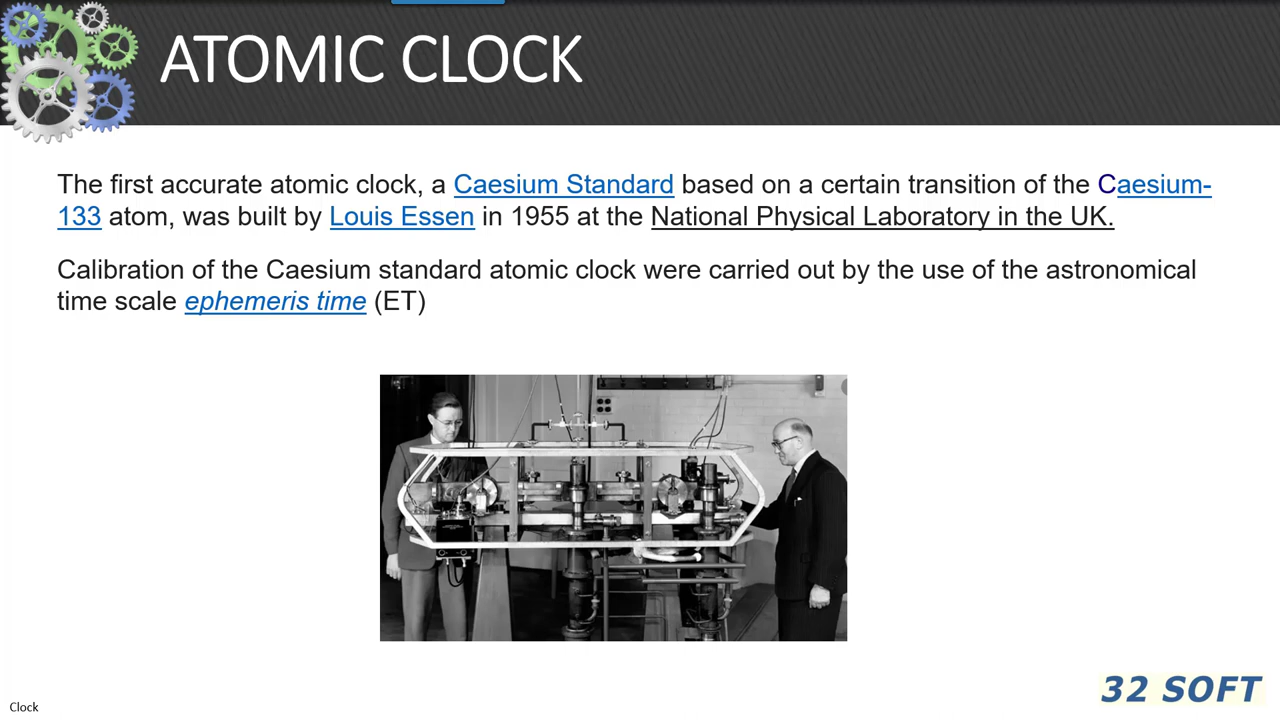 ATOMIC CLOCK
The first accurate atomic clock, a Caesium Standard based on a certain transition of the Caesium-
133 atom, was built by Louis Essen in 1955 at the National Physical Laboratory in the UK.
Calibration of the Caesium standard atomic clock were carried out by the use of the astronomical
time scale ephemeris time (ET)
32 SOFT
Clock